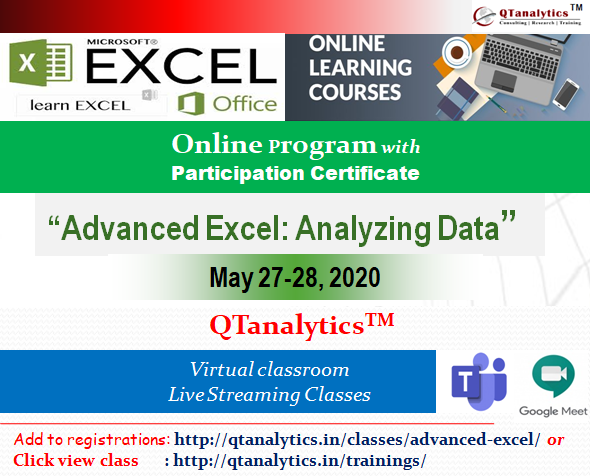 QTanalytics™
Consulting | Research | Training
MICROSOFT®
EXCEL
learn EXCEL
Office
ONLINE
LEARNING
COURSES
Online Program with
Participation Certificate
“Advanced Excel: Analyzing Data”
May 27-28, 2020
QTanalytics™
Virtual classroom
Live Streaming Classes
Google Meet
Add to registrations: http://qtanalytics.in/classes/advanced-excel/ or
Click view class : http://qtanalytics.in/trainings/